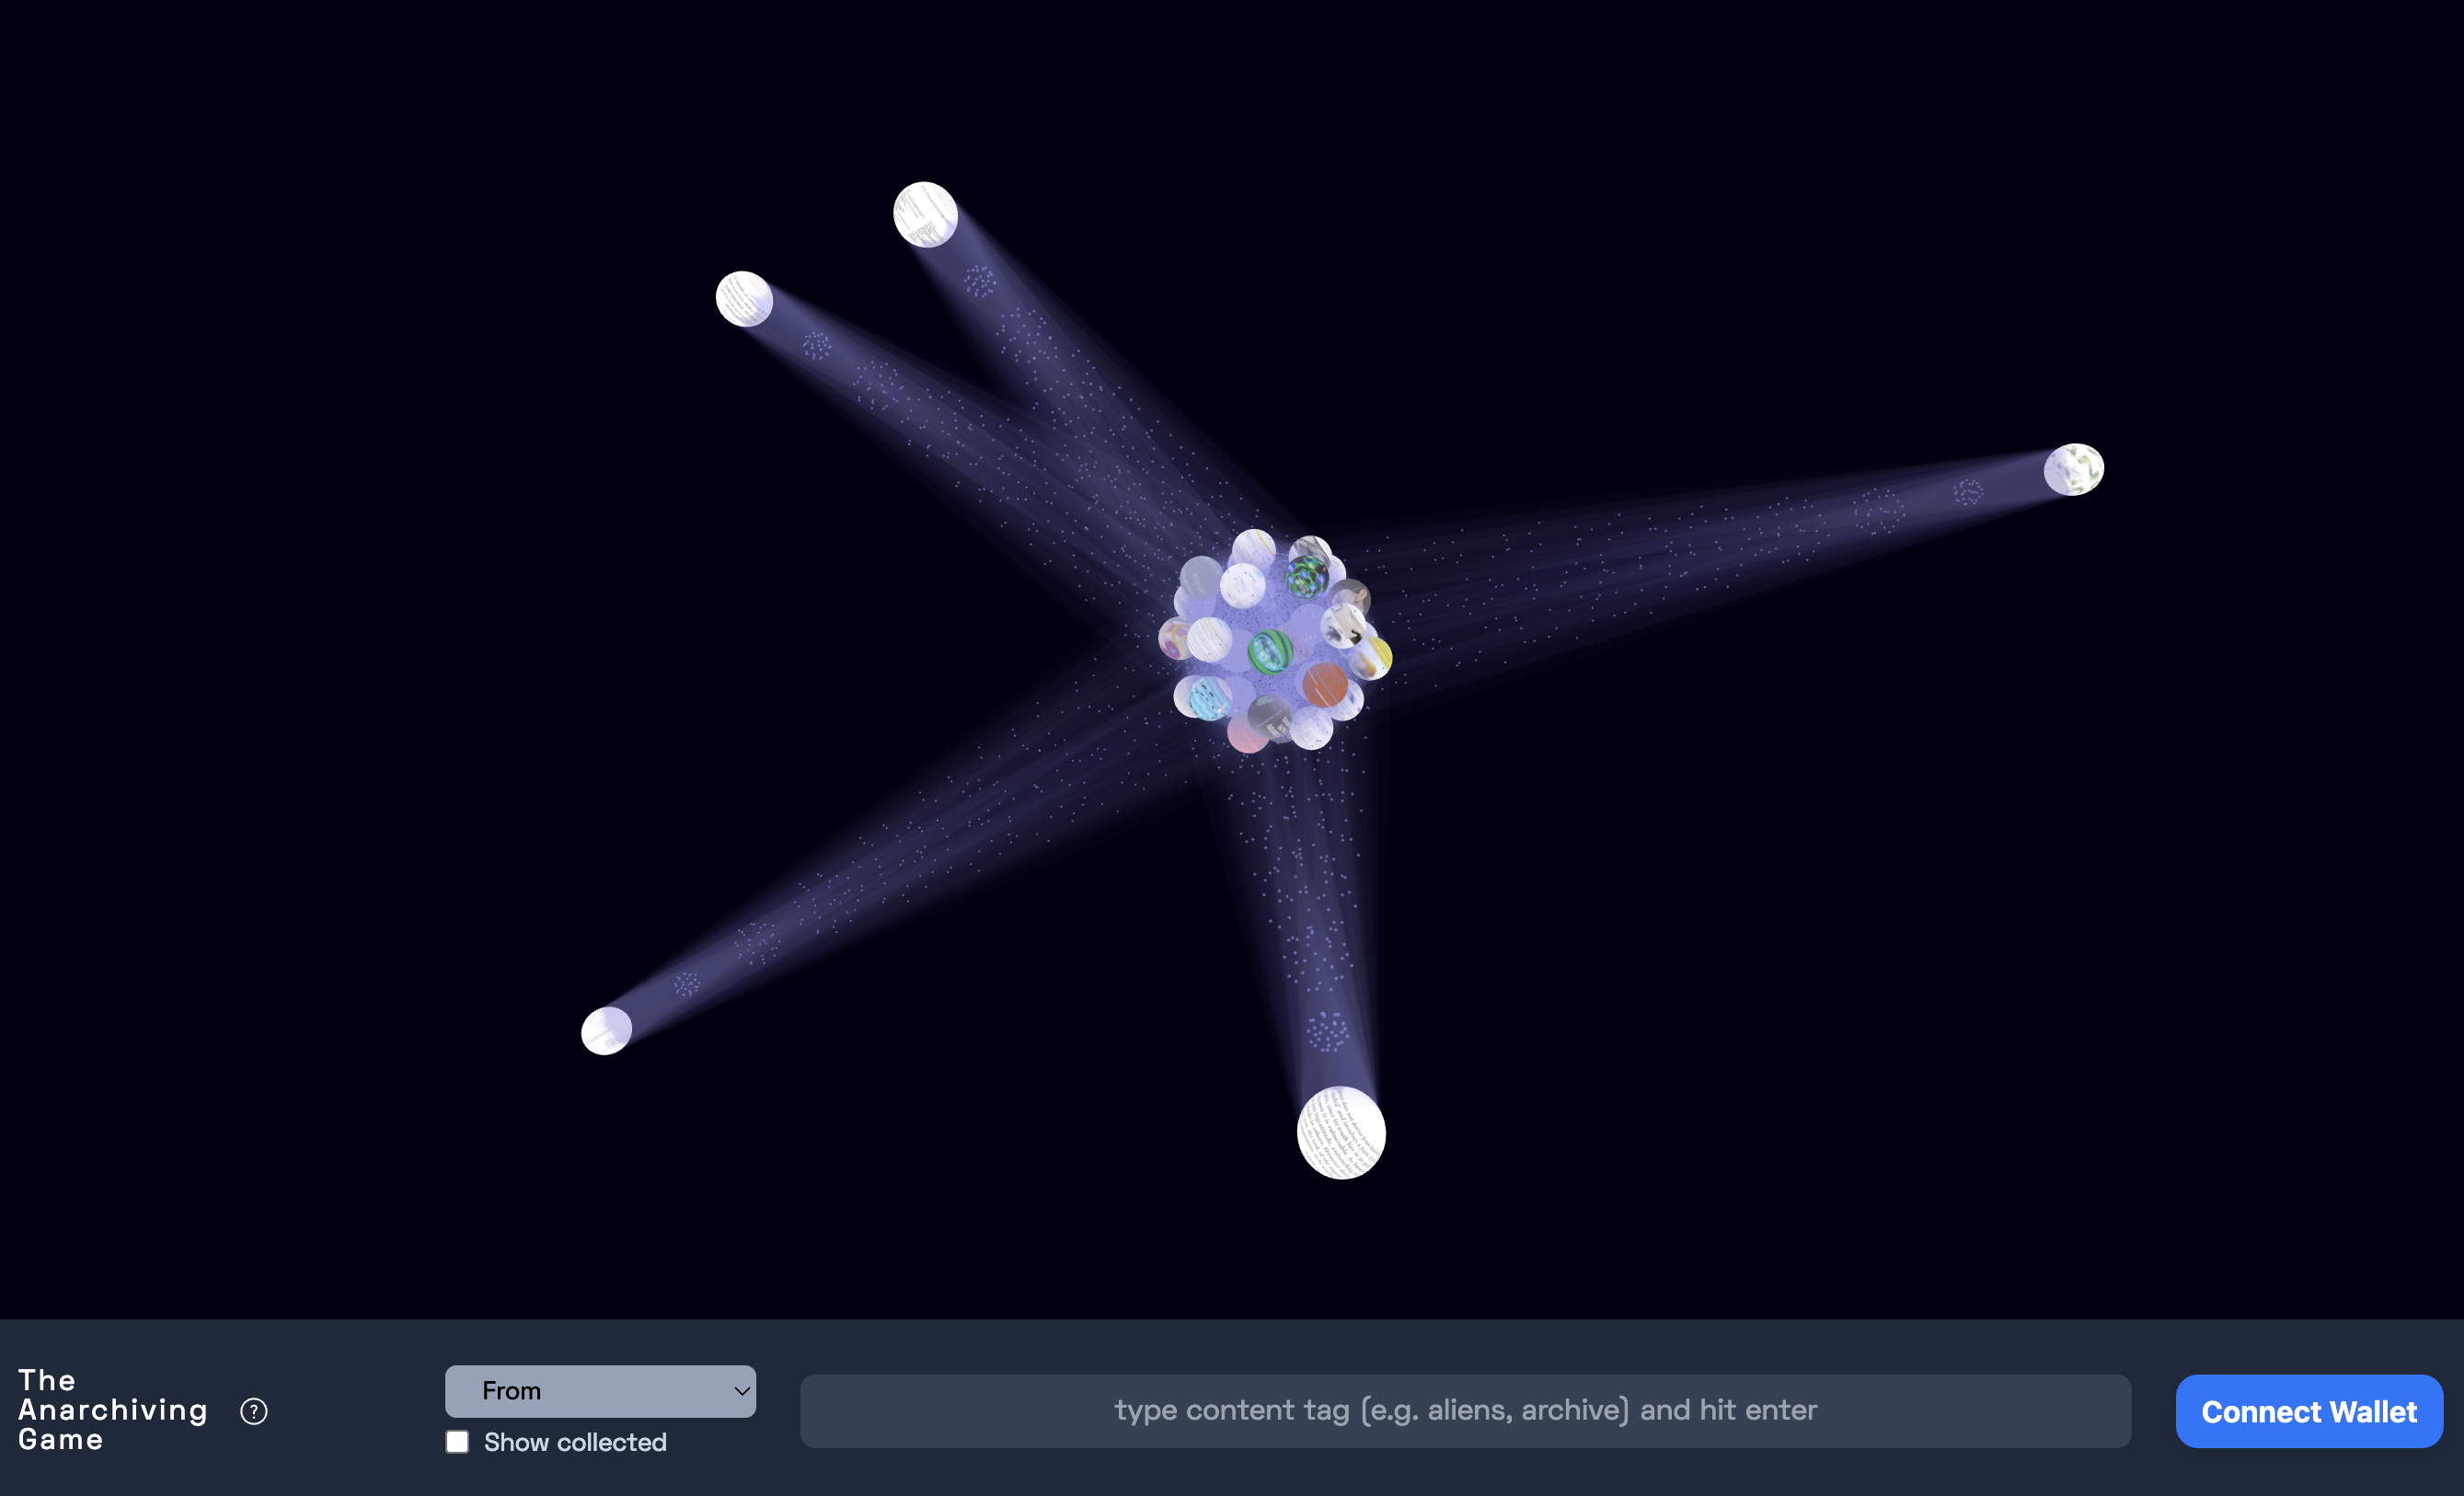 The
Anarchiving
Game
?
From
Show collected
type content tag (e.g. aliens, archive) and hit enter
Connect Wallet